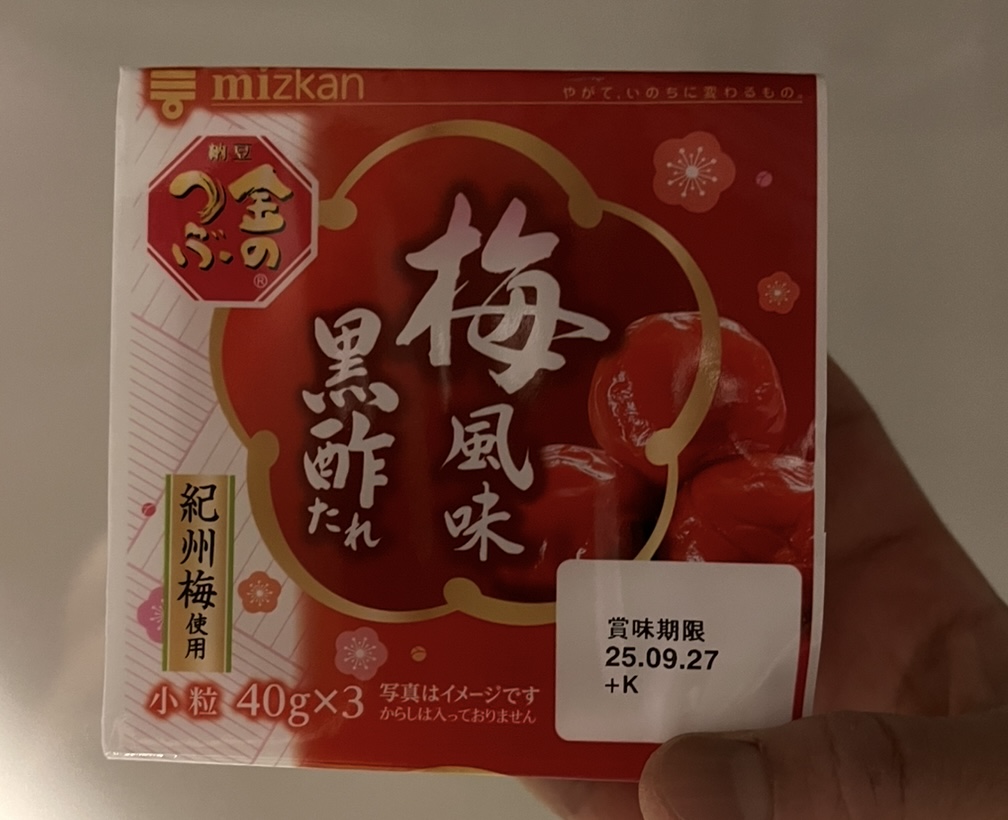 mizkan
やがて、いのちに変わるもの。
納豆
金の
つぶ®
梅風味
黒酢たれ
紀州梅使用
賞味期限
25.09.27
+K
小粒 40g×3
写真はイメージです
からしは入っておりません